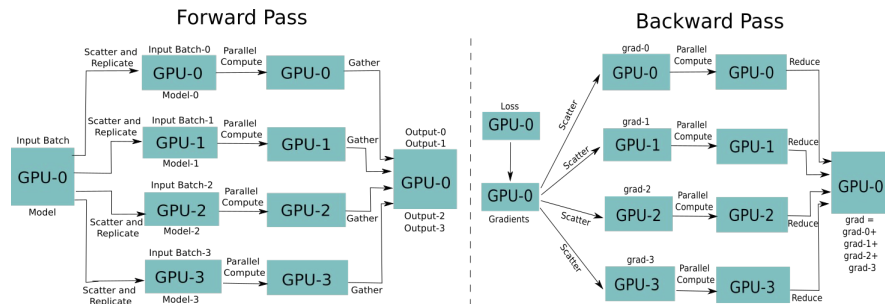 Forward Pass
Scatter and
Replicate
Input Batch-0
GPU-0
Model-0
Parallel
Compute
GPU-0
Gather
Scatter and
Replicate
Input Batch-1
GPU-1
Model-1
Parallel
Compute
GPU-1
Gather
Input Batch
GPU-0
Model
Scatter and
Replicate
Input Batch-2
GPU-2
Model-2
Parallel
Compute
GPU-2
Gather
Scatter and
Replicate
Input Batch-3
GPU-3
Model-3
Parallel
Compute
GPU-3
Gather
Output-0
Output-1
GPU-0
Output-2
Output-3
Backward Pass
Loss
GPU-0
GPU-0
Gradients
Scatter
grad-0
GPU-0
Parallel
Compute
GPU-0
Reduce
Scatter
grad-1
GPU-1
Parallel
Compute
GPU-1
Reduce
Scatter
grad-2
GPU-2
Parallel
Compute
GPU-2
Reduce
Scatter
grad-3
GPU-3
Parallel
Compute
GPU-3
Reduce
GPU-0
grad =
grad-0+
grad-1+
grad-2+
grad-3